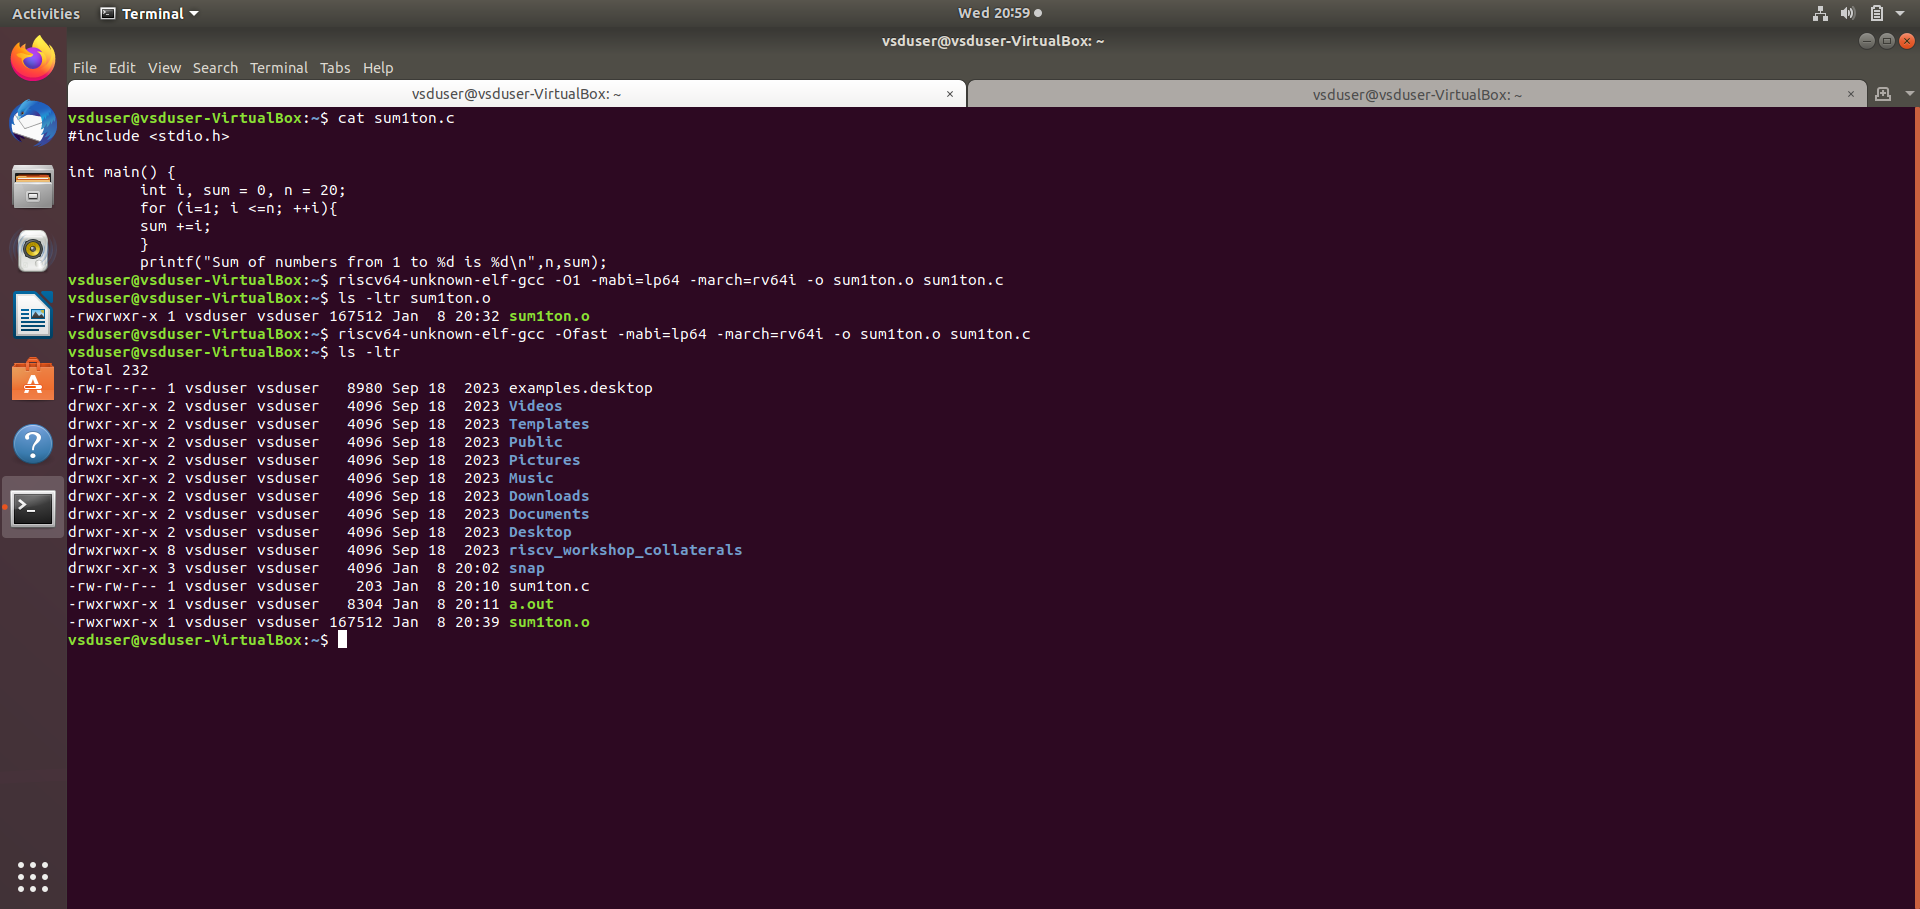 Activities Terminal Wed 20:59
vsduser@vsduser-VirtualBox: ~
File Edit View Search Terminal Tabs Help
vsduser@vsduser-VirtualBox: ~ × vsduser@vsduser-VirtualBox: ~ ×
vsduser@vsduser-VirtualBox:~$ cat sum1ton.c
#include <stdio.h>
int main() {
        int i, sum = 0, n = 20;
        for (i=1; i <=n; ++i){
        sum +=i;
        }
        printf("Sum of numbers from 1 to %d is %d\n",n,sum);
vsduser@vsduser-VirtualBox:~$ riscv64-unknown-elf-gcc -O1 -mabi=lp64 -march=rv64i -o sum1ton.o sum1ton.c
vsduser@vsduser-VirtualBox:~$ ls -ltr sum1ton.o
-rwxrwxr-x 1 vsduser vsduser 167512 Jan  8 20:32 sum1ton.o
vsduser@vsduser-VirtualBox:~$ riscv64-unknown-elf-gcc -Ofast -mabi=lp64 -march=rv64i -o sum1ton.o sum1ton.c
vsduser@vsduser-VirtualBox:~$ ls -ltr
total 232
-rw-r--r-- 1 vsduser vsduser   8980 Sep 18  2023 examples.desktop
drwxr-xr-x 2 vsduser vsduser   4096 Sep 18  2023 Videos
drwxr-xr-x 2 vsduser vsduser   4096 Sep 18  2023 Templates
drwxr-xr-x 2 vsduser vsduser   4096 Sep 18  2023 Public
drwxr-xr-x 2 vsduser vsduser   4096 Sep 18  2023 Pictures
drwxr-xr-x 2 vsduser vsduser   4096 Sep 18  2023 Music
drwxr-xr-x 2 vsduser vsduser   4096 Sep 18  2023 Downloads
drwxr-xr-x 2 vsduser vsduser   4096 Sep 18  2023 Documents
drwxr-xr-x 2 vsduser vsduser   4096 Sep 18  2023 Desktop
drwxrwxr-x 8 vsduser vsduser   4096 Sep 18  2023 riscv_workshop_collaterals
drwxr-xr-x 3 vsduser vsduser   4096 Jan  8 20:02 snap
-rw-rw-r-- 1 vsduser vsduser    203 Jan  8 20:10 sum1ton.c
-rwxrwxr-x 1 vsduser vsduser   8304 Jan  8 20:11 a.out
-rwxrwxr-x 1 vsduser vsduser 167512 Jan  8 20:39 sum1ton.o
vsduser@vsduser-VirtualBox:~$